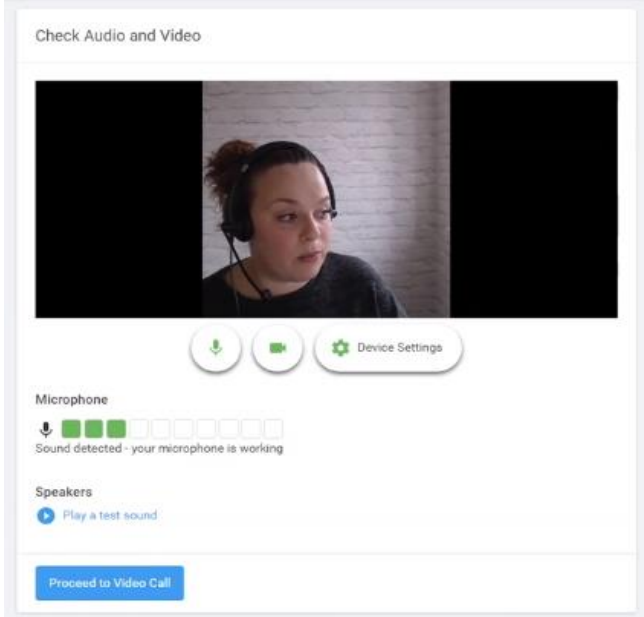 Check Audio and Video
Device Settings
Microphone
Sound detected - your microphone is working
Speakers
Play a test sound
Proceed to Video Call